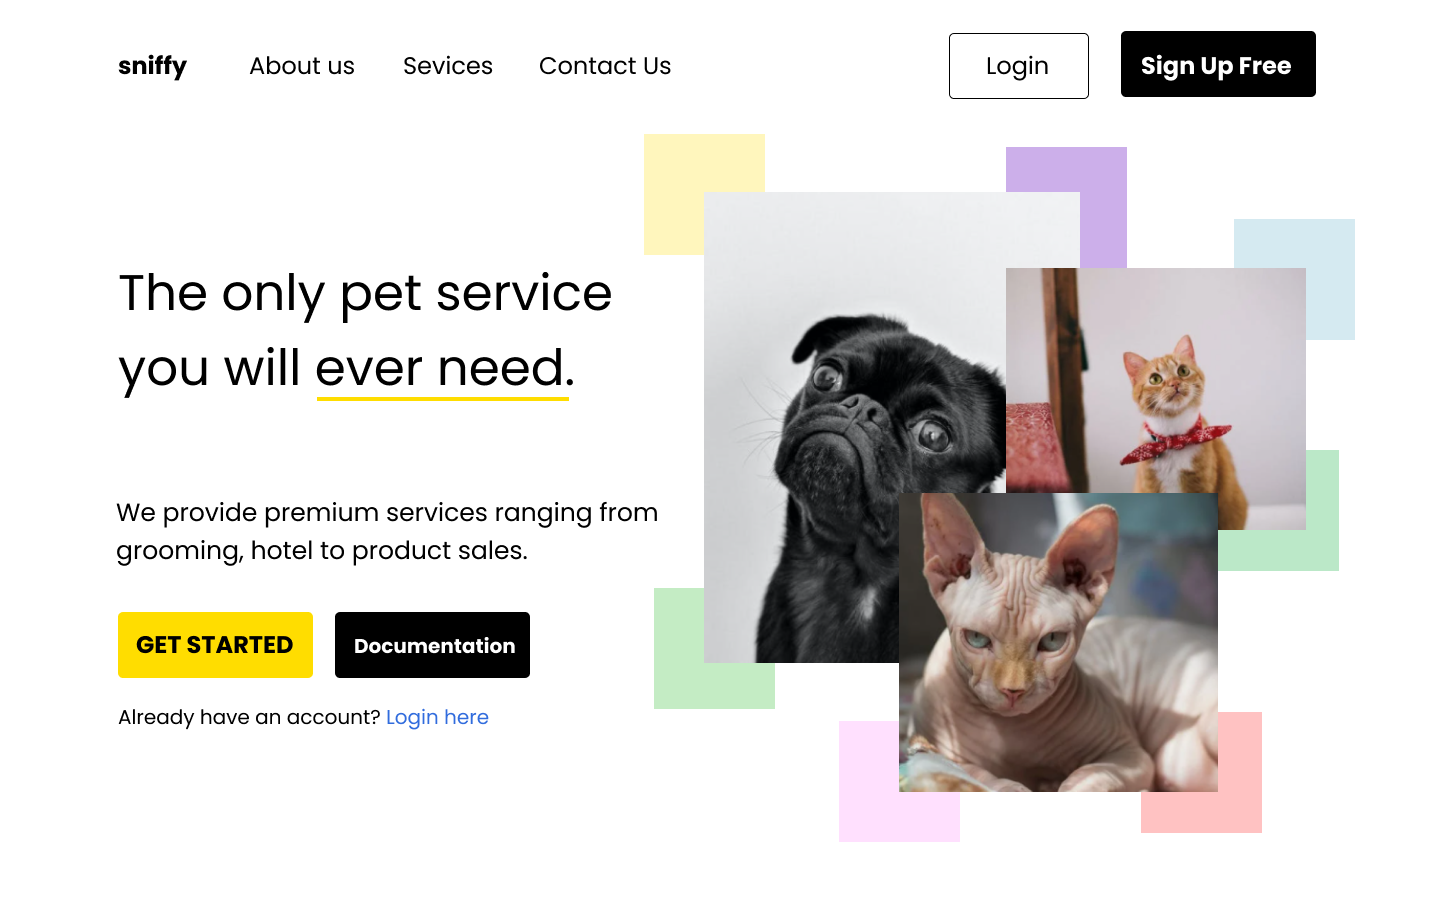 sniffy
About us
Sevices
Contact Us
Login
Sign Up Free
The only pet service
you will ever need.
We provide premium services ranging from
grooming, hotel to product sales.
GET STARTED
Documentation
Already have an account? Login here